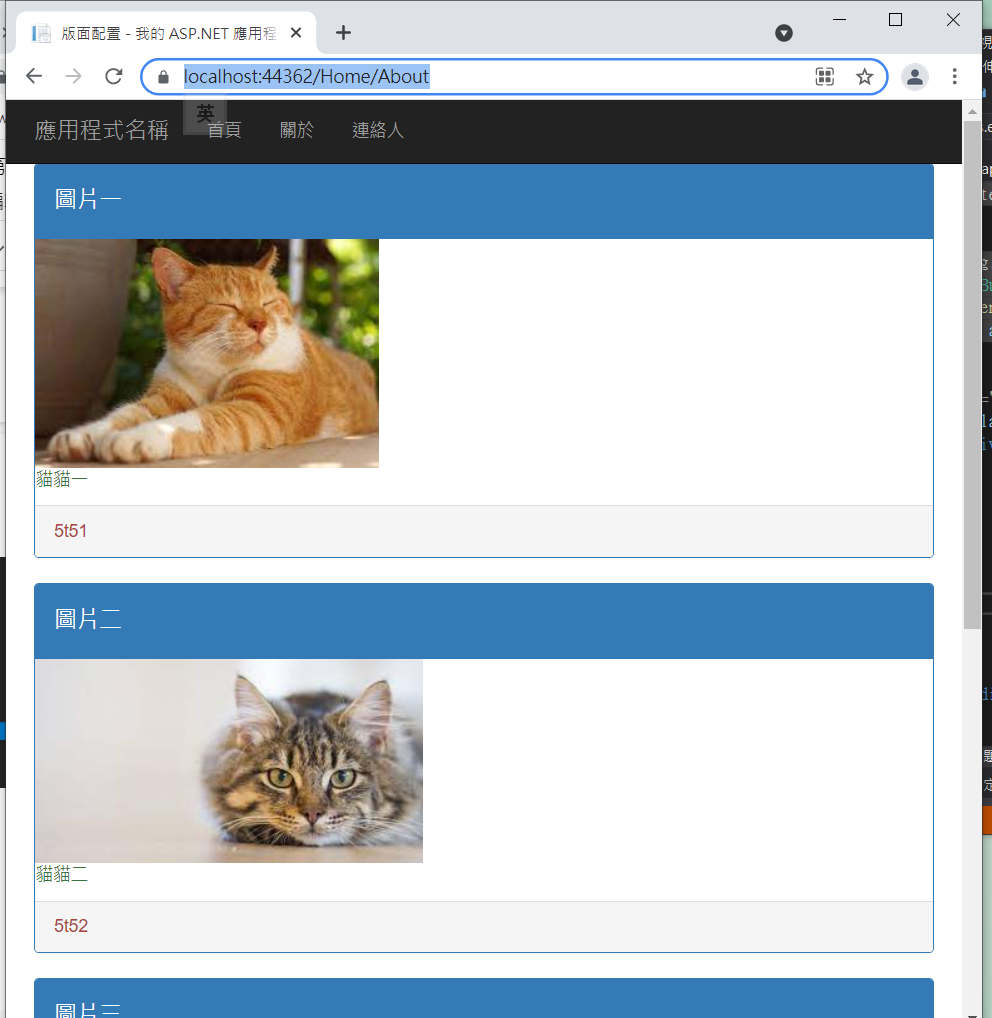 版面配置 - 我的 ASP.NET 應用程
localhost:44362/Home/About
應用程式名稱 首頁 關於 連絡人
英
圖片一
貓貓一
5t51
圖片二
貓貓二
5t52
圖片三